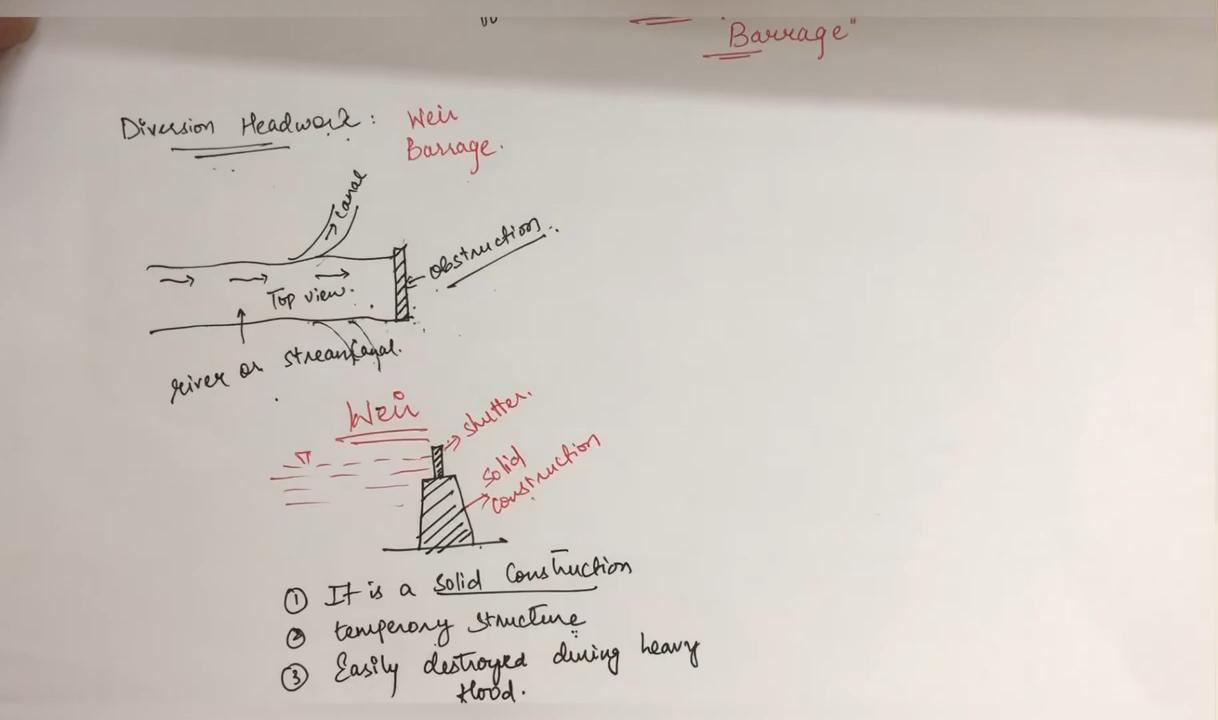 "Barrage"
Diversion Headwork: Weir
Barrage.
Canal
obstruction.
Top view.
river or stream
Canal.
Weir
shutter.
solid
construction
① It is a solid construction
② temperory structure
③ Easily destroyed during heavy
flood.